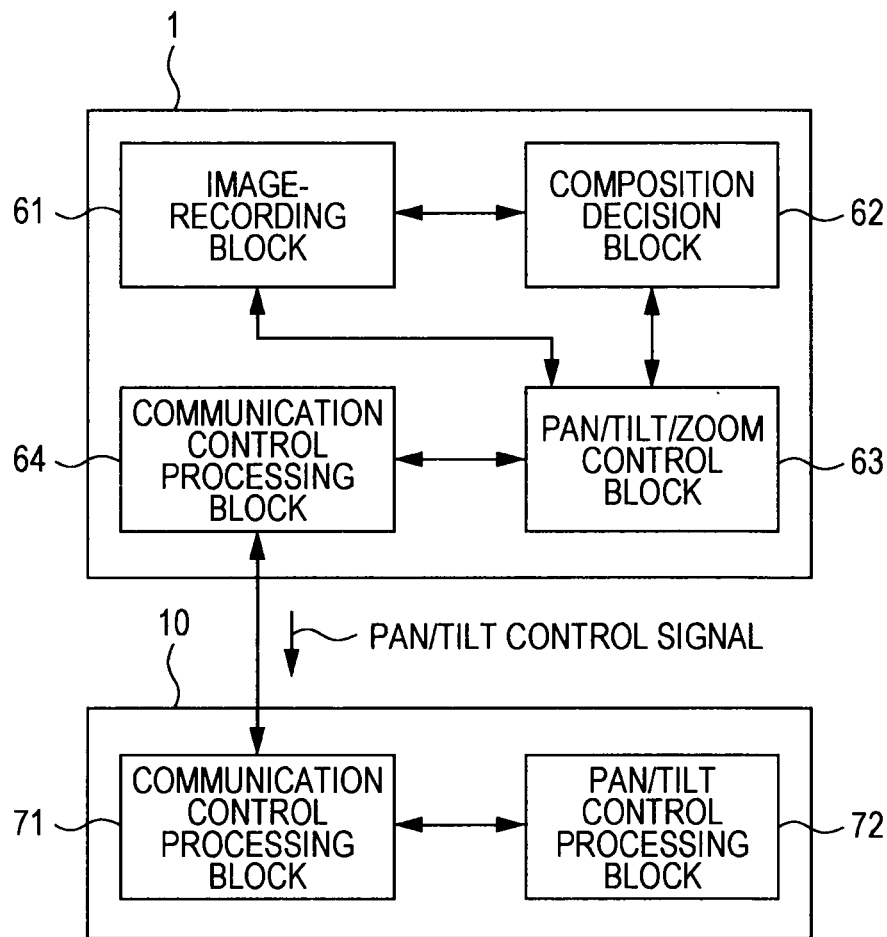 1
61
IMAGE-
RECORDING
BLOCK
COMPOSITION
DECISION
BLOCK
62
64
COMMUNICATION
CONTROL
PROCESSING
BLOCK
PAN/TILT/ZOOM
CONTROL
BLOCK
63
10
PAN/TILT CONTROL SIGNAL
71
COMMUNICATION
CONTROL
PROCESSING
BLOCK
PAN/TILT
CONTROL
PROCESSING
BLOCK
72